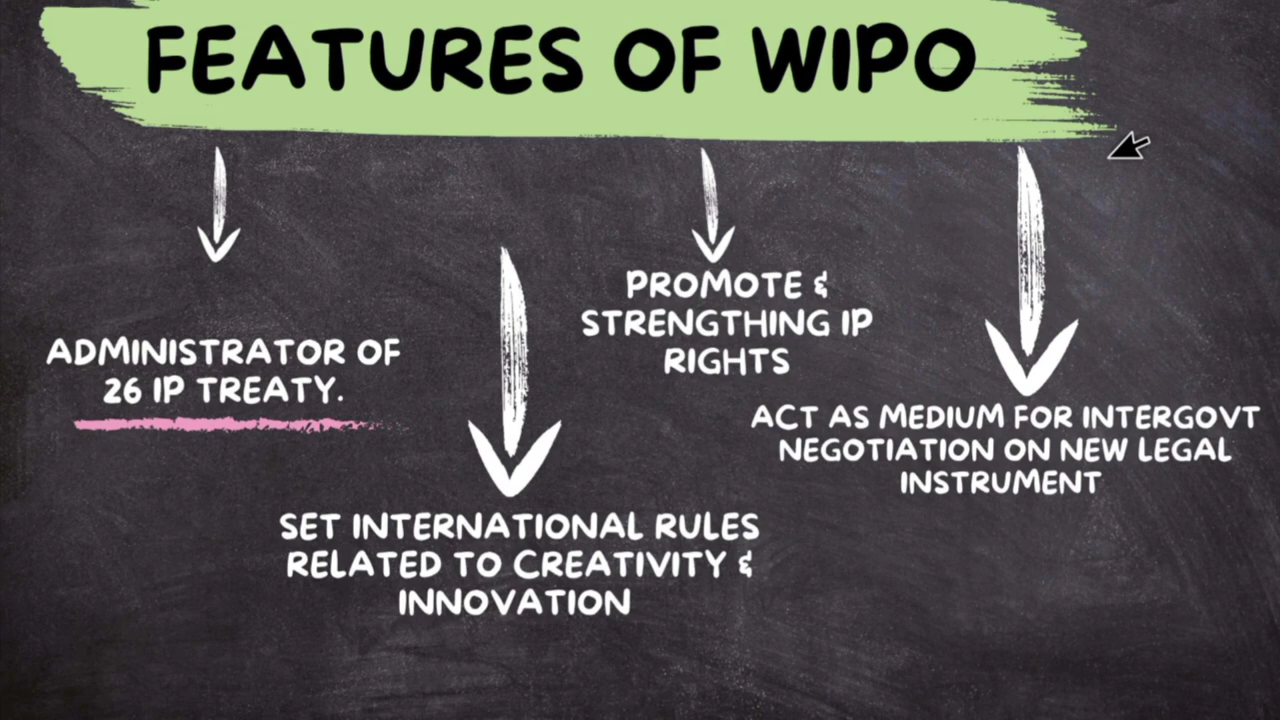 FEATURES OF WIPO
ADMINISTRATOR OF
26 IP TREATY.
SET INTERNATIONAL RULES
RELATED TO CREATIVITY &
INNOVATION
PROMOTE &
STRENGTHING IP
RIGHTS
ACT AS MEDIUM FOR INTERGOVT
NEGOTIATION ON NEW LEGAL
INSTRUMENT